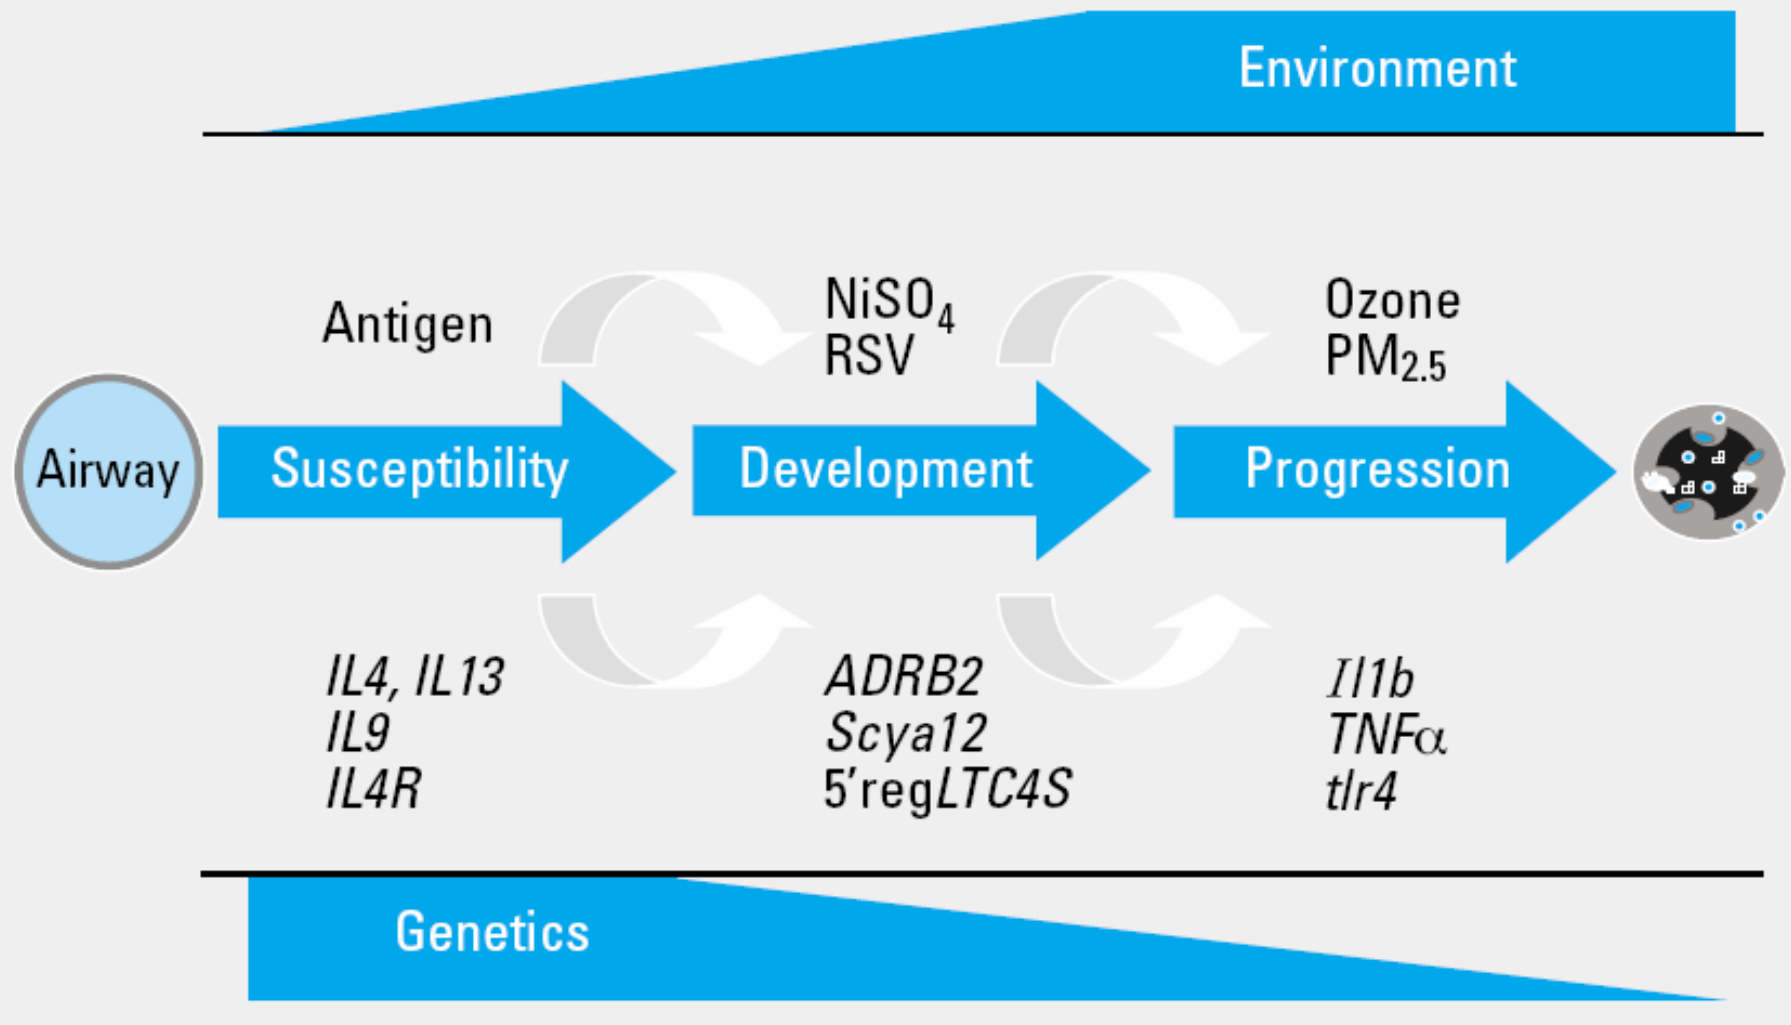 Environment
Antigen
NiSO₄
RSV
Ozone
PM₂.₅
Airway
Susceptibility
Development
Progression
IL4, IL13
IL9
IL4R
ADRB2
Scya12
5'regLTC4S
Il1b
TNFα
tlr4
Genetics